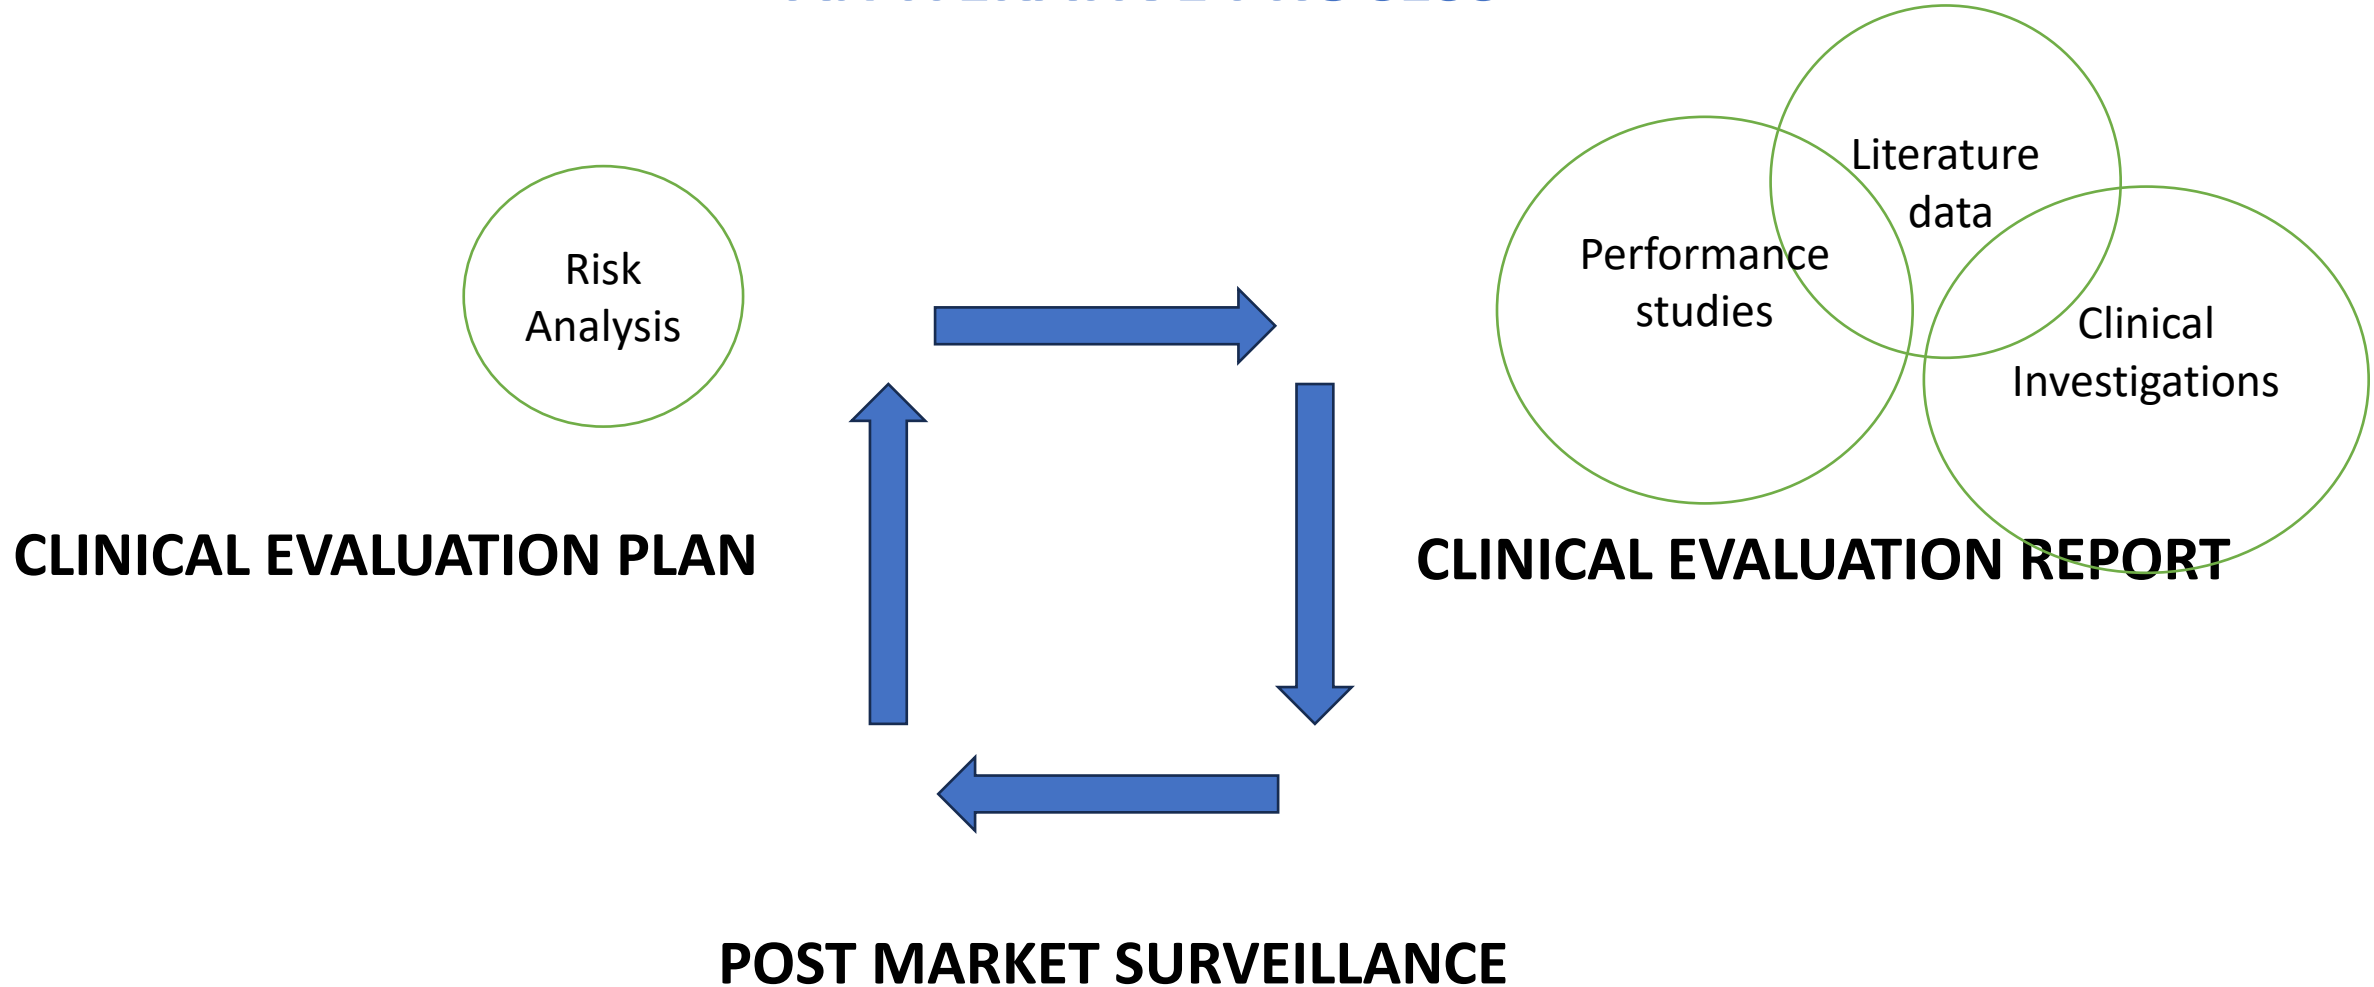 Literature
data
Risk
Analysis
Performance
studies
Clinical
Investigations
CLINICAL EVALUATION PLAN
CLINICAL EVALUATION REPORT
POST MARKET SURVEILLANCE